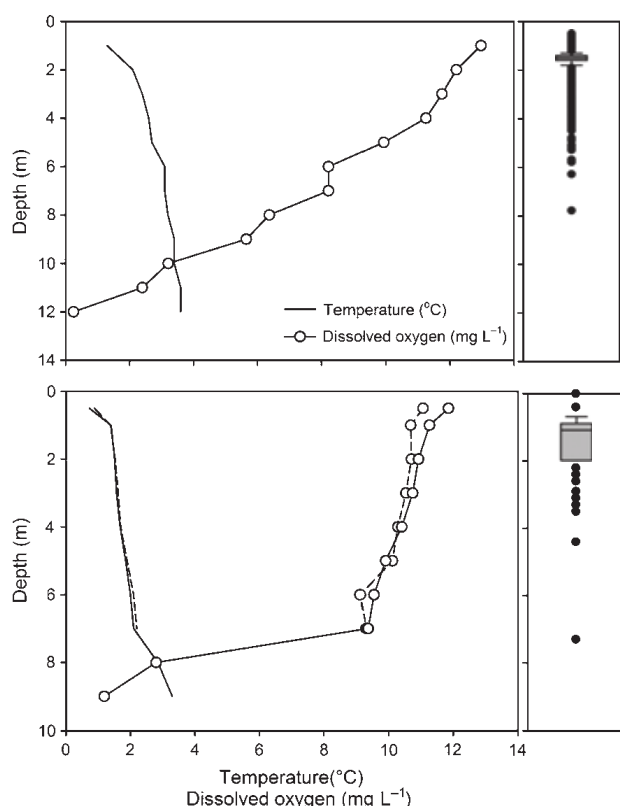 0
2
4
6
8
10
12
14
Depth (m)
Temperature (°C)
Dissolved oxygen (mg L⁻¹)
0
2
4
6
8
10
Depth (m)
0 2 4 6 8 10 12 14
Temperature(°C)
Dissolved oxygen (mg L⁻¹)